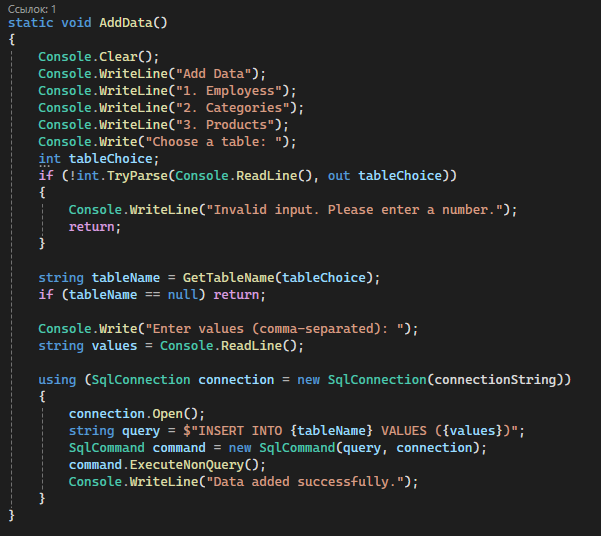 Ссылок: 1
static void AddData()
{
Console.Clear();
Console.WriteLine("Add Data");
Console.WriteLine("1. Employess");
Console.WriteLine("2. Categories");
Console.WriteLine("3. Products");
Console.Write("Choose a table: ");
int tableChoice;
if (!int.TryParse(Console.ReadLine(), out tableChoice))
{
Console.WriteLine("Invalid input. Please enter a number.");
return;
}
string tableName = GetTableName(tableChoice);
if (tableName == null) return;
Console.Write("Enter values (comma-separated): ");
string values = Console.ReadLine();
using (SqlConnection connection = new SqlConnection(connectionString))
{
connection.Open();
string query = $"INSERT INTO {tableName} VALUES ({values})";
SqlCommand command = new SqlCommand(query, connection);
command.ExecuteNonQuery();
Console.WriteLine("Data added successfully.");
}
}